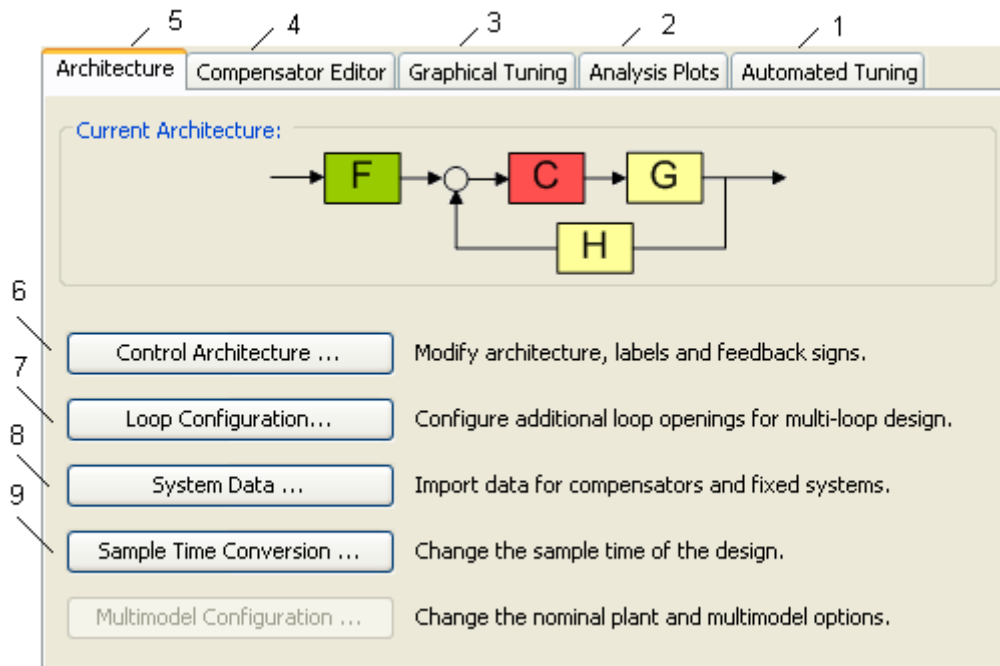 5 4 3 2 1
Architecture Compensator Editor Graphical Tuning Analysis Plots Automated Tuning
Current Architecture:
F C G
H
6
Control Architecture ... Modify architecture, labels and feedback signs.
7
Loop Configuration... Configure additional loop openings for multi-loop design.
8
System Data ... Import data for compensators and fixed systems.
9
Sample Time Conversion ... Change the sample time of the design.
Multimodel Configuration ... Change the nominal plant and multimodel options.